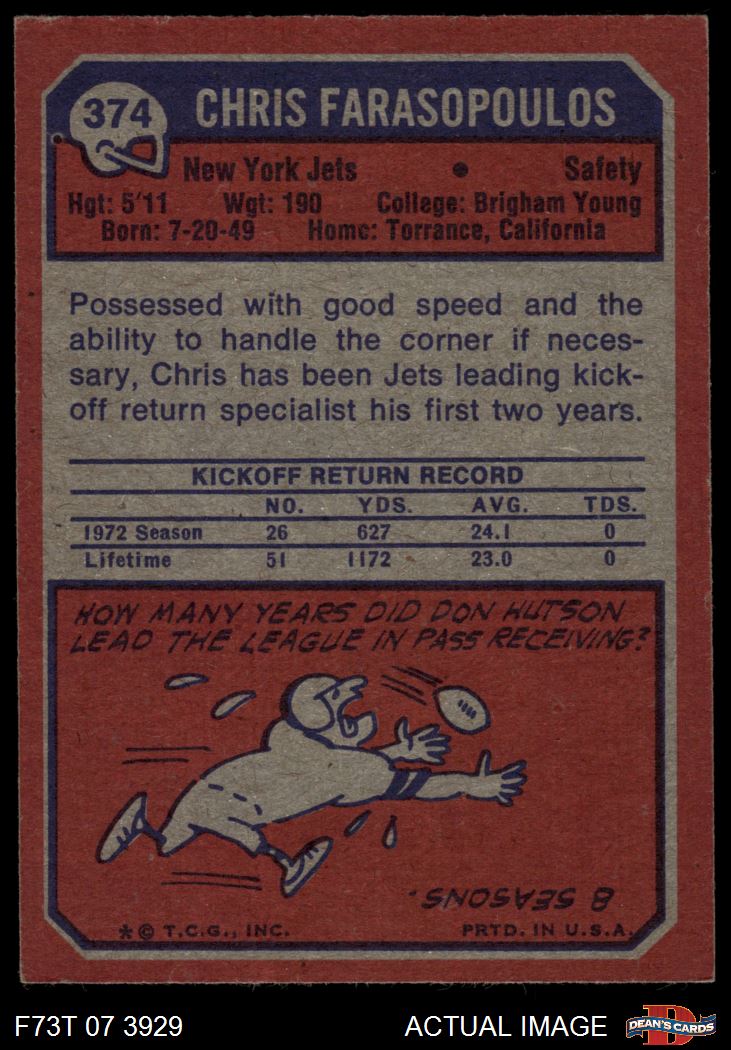 374
CHRIS FARASOPOULOS
New York Jets • Safety
Hgt: 5'11 Wgt: 190 College: Brigham Young
Born: 7-20-49 Home: Torrance, California
Possessed with good speed and the
ability to handle the corner if neces-
sary, Chris has been Jets leading kick-
off return specialist his first two years.
KICKOFF RETURN RECORD
NO. YDS. AVG. TDS.
1972 Season 26 627 24.1 0
Lifetime 51 1172 23.0 0
HOW MANY YEARS DID DON HUTSON
LEAD THE LEAGUE IN PASS RECEIVING?
8 SEASONS.
* © T.C.G., INC. PRTD. IN U.S.A.
F73T 07 3929 ACTUAL IMAGE
D
DEAN'S CARDS